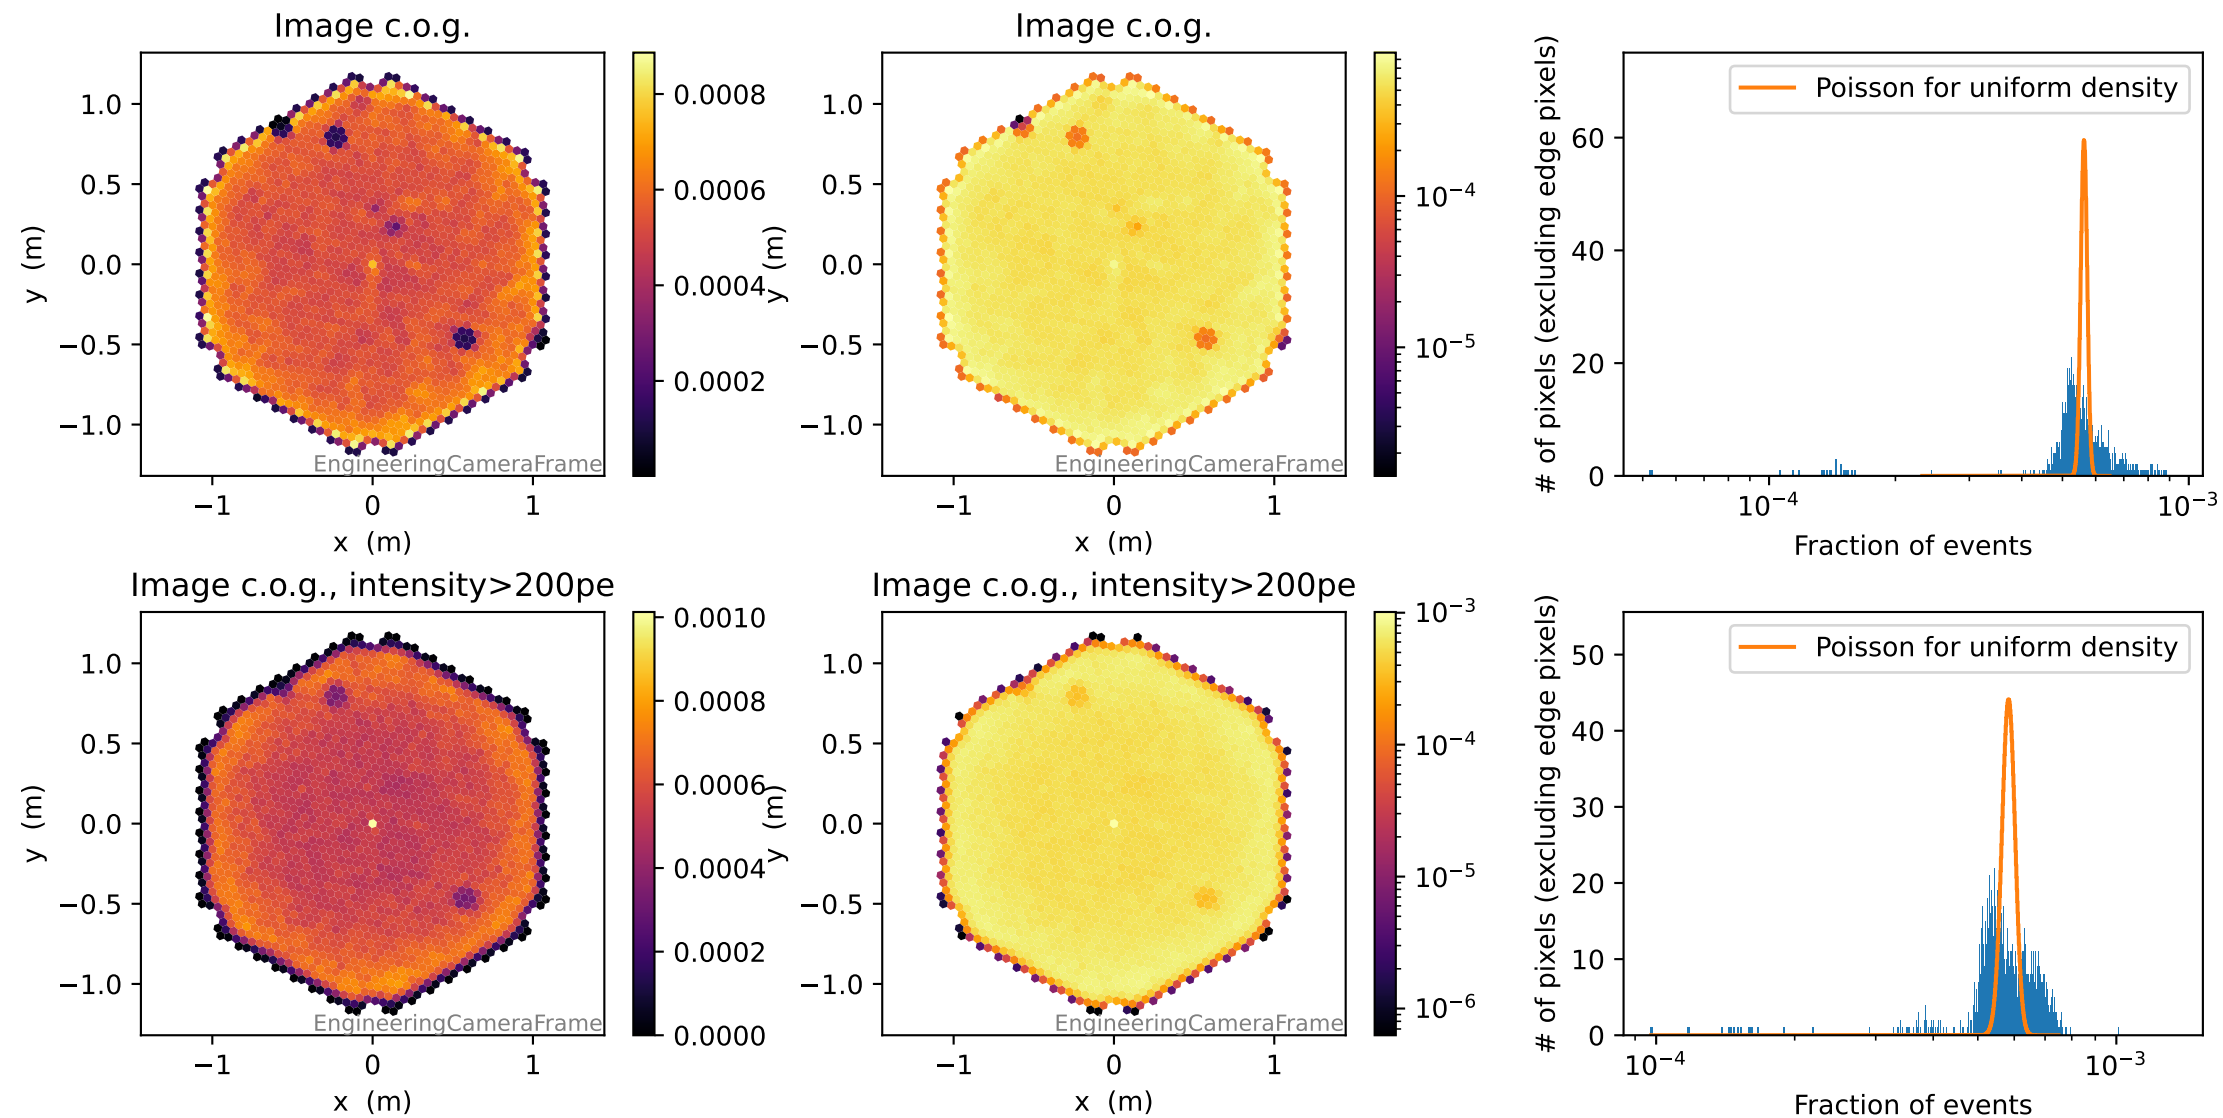 Image c.o.g.
y (m)
1.0
0.5
0.0
−0.5
−1.0
EngineeringCameraFrame
−1 0 1
x (m)
0.0008
0.0006
0.0004
0.0002
Image c.o.g.
y (m)
1.0
0.5
0.0
−0.5
−1.0
EngineeringCameraFrame
−1 0 1
x (m)
10⁻⁴
10⁻⁵
# of pixels (excluding edge pixels)
60
40
20
0
Poisson for uniform density
10⁻⁴ 10⁻³
Fraction of events
Image c.o.g., intensity>200pe
y (m)
1.0
0.5
0.0
−0.5
−1.0
EngineeringCameraFrame
−1 0 1
x (m)
0.0010
0.0008
0.0006
0.0004
0.0002
0.0000
Image c.o.g., intensity>200pe
y (m)
1.0
0.5
0.0
−0.5
−1.0
EngineeringCameraFrame
−1 0 1
x (m)
10⁻³
10⁻⁴
10⁻⁵
10⁻⁶
# of pixels (excluding edge pixels)
50
40
30
20
10
0
Poisson for uniform density
10⁻⁴ 10⁻³
Fraction of events